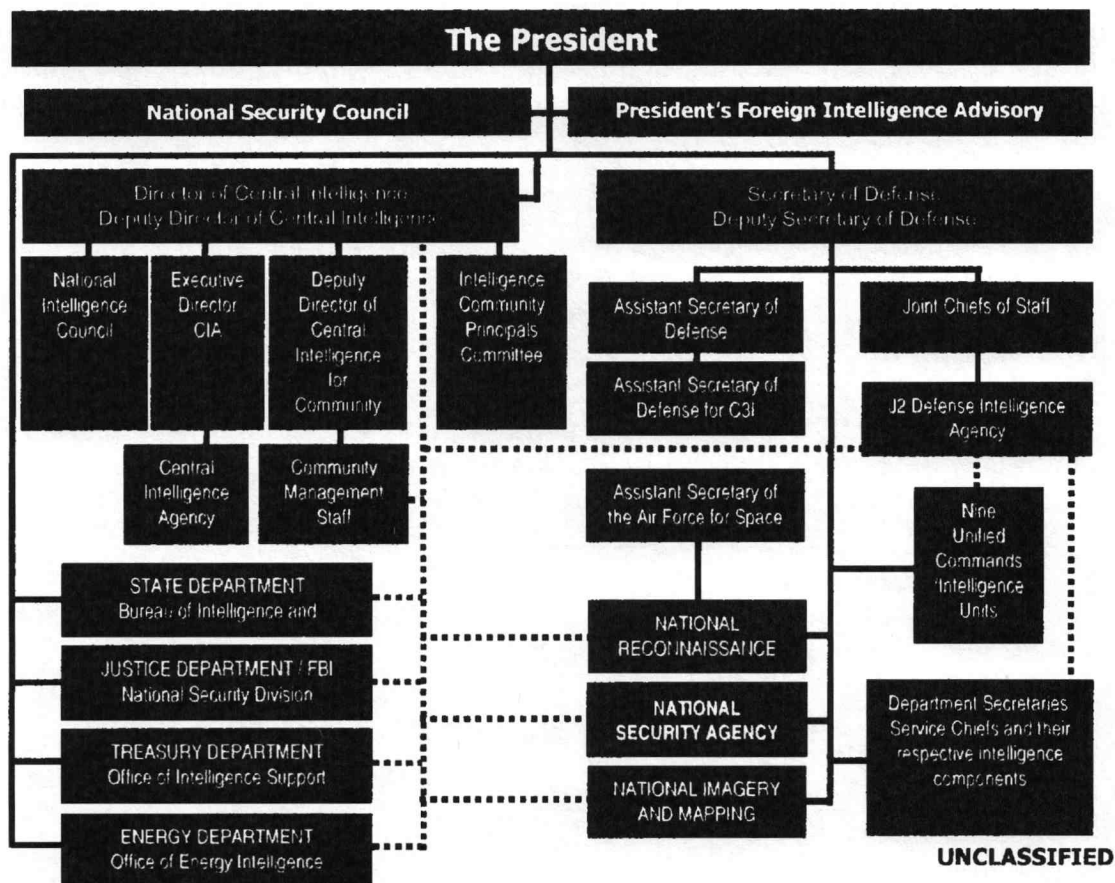 The President
National Security Council
President's Foreign Intelligence Advisory
Director of Central Intelligence
Deputy Director of Central Intelligence
Secretary of Defense
Deputy Secretary of Defense
National
Intelligence
Council
Executive
Director
CIA
Deputy
Director of
Central
Intelligence
for
Community
Intelligence
Community
Principals
Committee
Assistant Secretary of
Defense
Joint Chiefs of Staff
Assistant Secretary of
Defense for C3I
J2 Defense Intelligence
Agency
Central
Intelligence
Agency
Community
Management
Staff
Assistant Secretary of
the Air Force for Space
Nine
Unified
Commands
'Intelligence
Units
STATE DEPARTMENT
Bureau of Intelligence and
NATIONAL
RECONNAISSANCE
JUSTICE DEPARTMENT / FBI
National Security Division
NATIONAL
SECURITY AGENCY
Department Secretaries
Service Chiefs and their
respective intelligence
components
TREASURY DEPARTMENT
Office of Intelligence Support
NATIONAL IMAGERY
AND MAPPING
ENERGY DEPARTMENT
Office of Energy Intelligence
UNCLASSIFIED